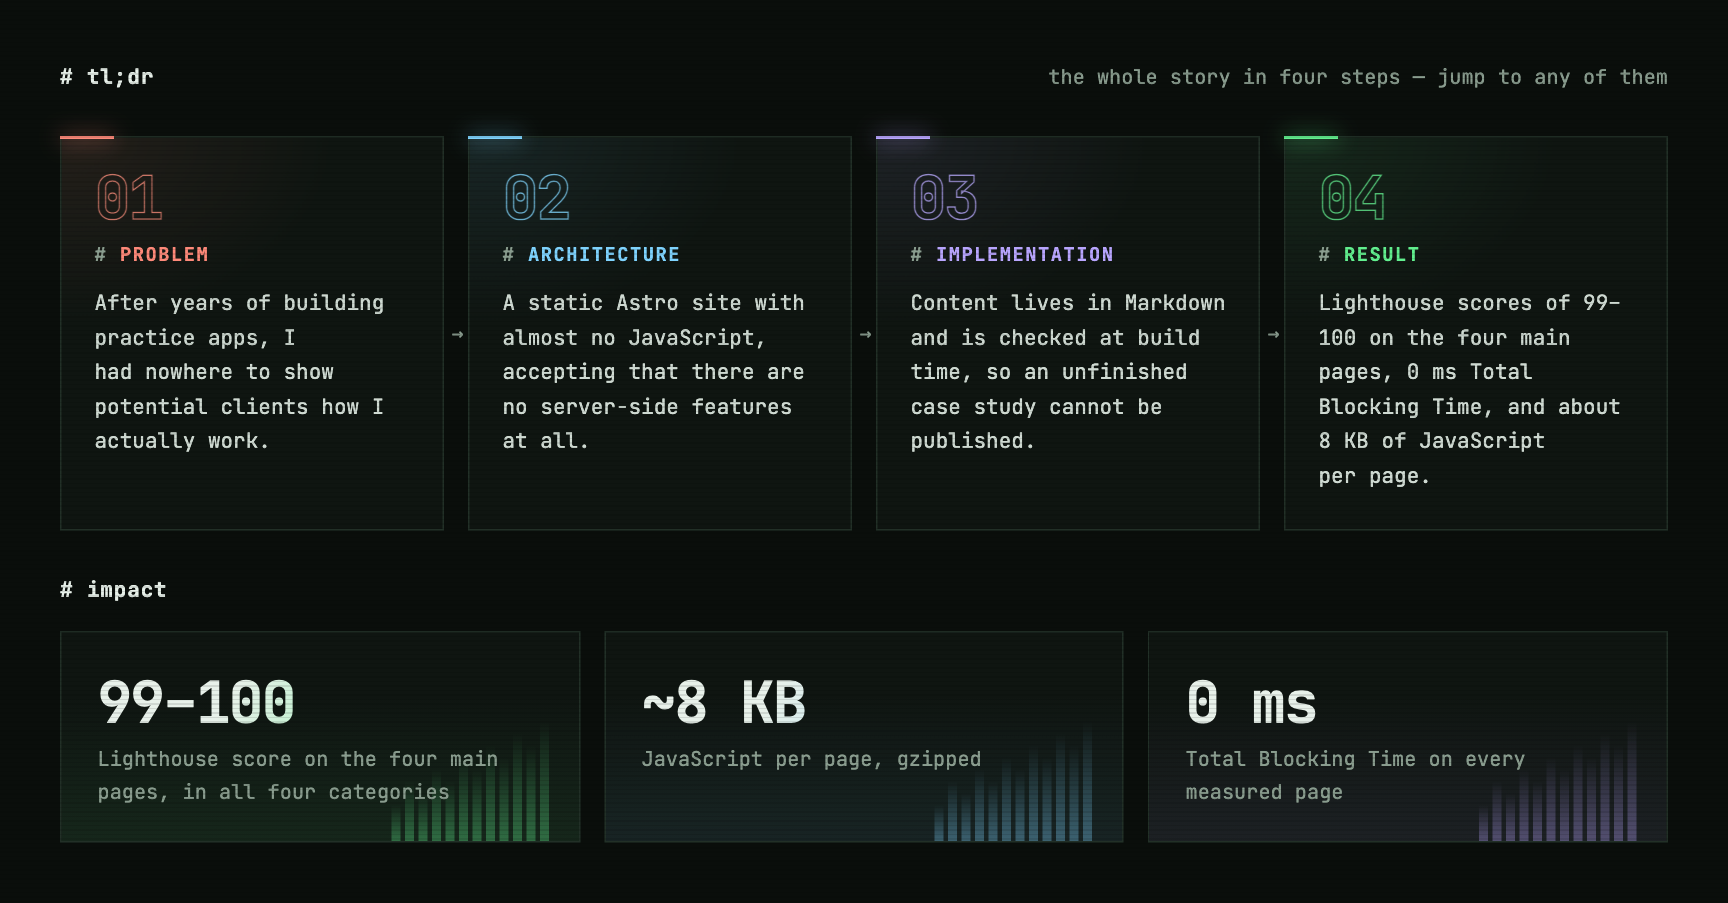 # tl;dr
the whole story in four steps — jump to any of them
01
# PROBLEM
After years of building
practice apps, I
had nowhere to show
potential clients how I
actually work.
→
02
# ARCHITECTURE
A static Astro site with
almost no JavaScript,
accepting that there are
no server-side features
at all.
→
03
# IMPLEMENTATION
Content lives in Markdown
and is checked at build
time, so an unfinished
case study cannot be
published.
→
04
# RESULT
Lighthouse scores of 99–
100 on the four main
pages, 0 ms Total
Blocking Time, and about
8 KB of JavaScript
per page.
# impact
99–100
Lighthouse score on the four main
pages, in all four categories
~8 KB
JavaScript per page, gzipped
0 ms
Total Blocking Time on every
measured page